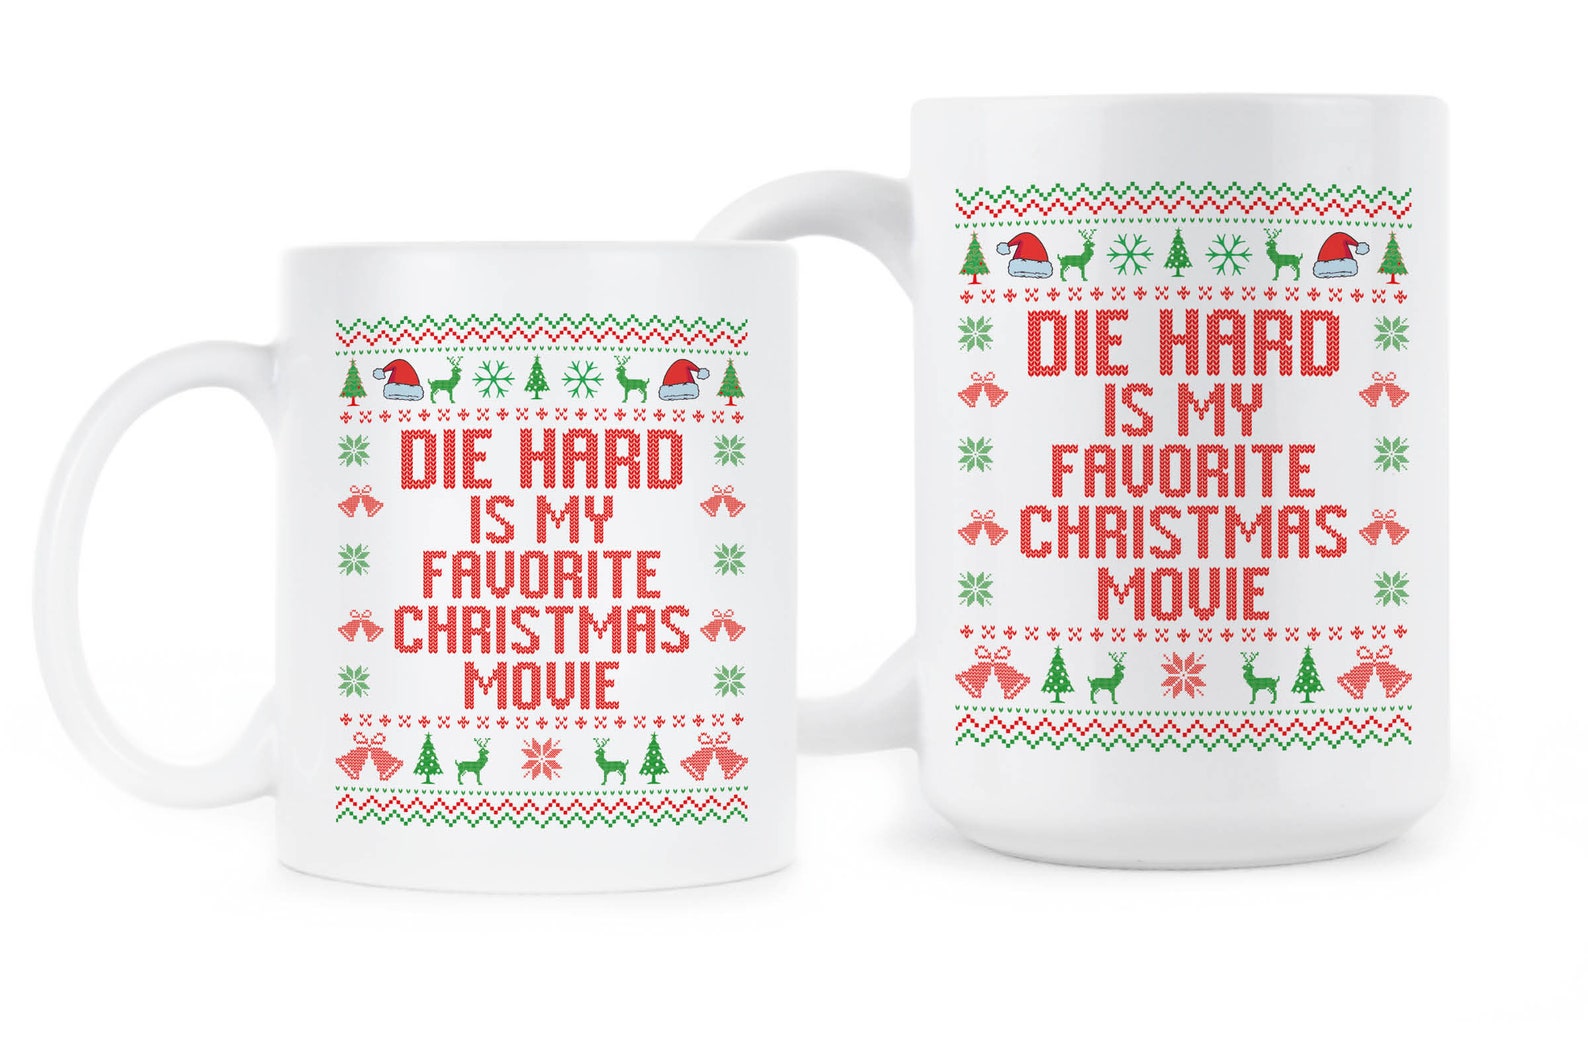 DIE HARD
IS MY
FAVORITE
CHRISTMAS
MOVIE
DIE HARD
IS MY
FAVORITE
CHRISTMAS
MOVIE